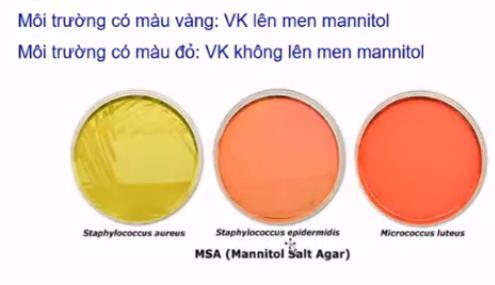 Môi trường có màu vàng: VK lên men mannitol
Môi trường có màu đỏ: VK không lên men mannitol
Staphylococcus aureus Staphylococcus epidermidis Micrococcus luteus
MSA (Mannitol Salt Agar)